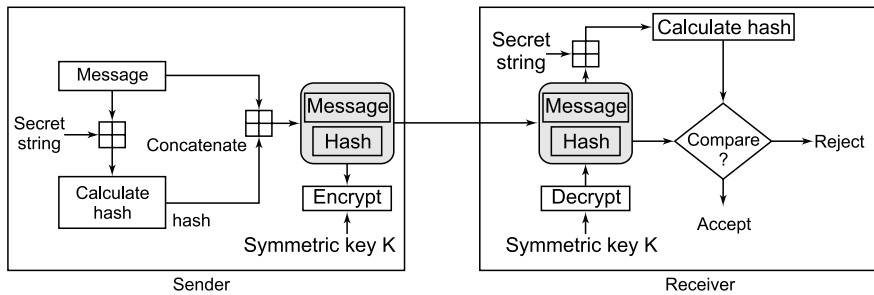 Message
Secret
string
Calculate
hash
hash
Concatenate
Message
Hash
Encrypt
Symmetric key K
Sender
Secret
string
Calculate hash
Message
Hash
Decrypt
Symmetric key K
Compare
?
Reject
Accept
Receiver